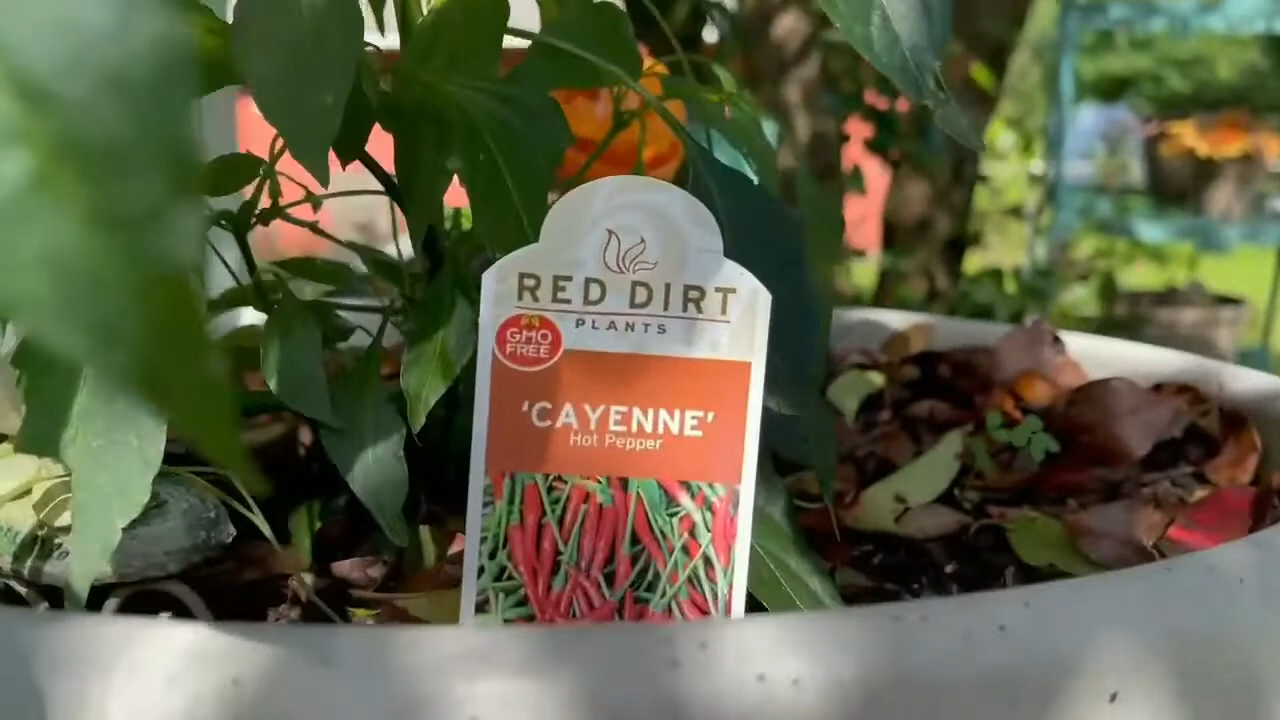 RED DIRT
PLANTS
GMO
FREE
‘CAYENNE’
Hot Pepper